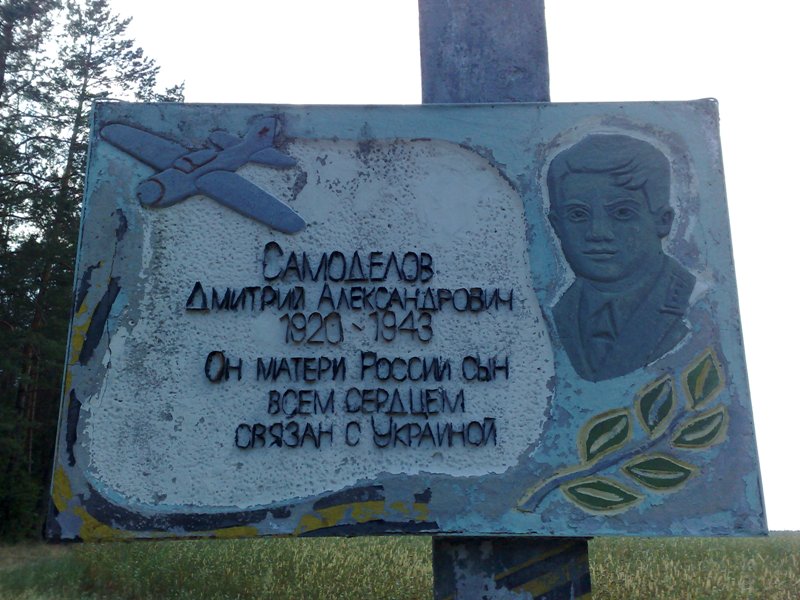 Самоделов
Дмитрий Александрович
1920-1943
Он матери России сын
всем сердцем
связан с Украиной